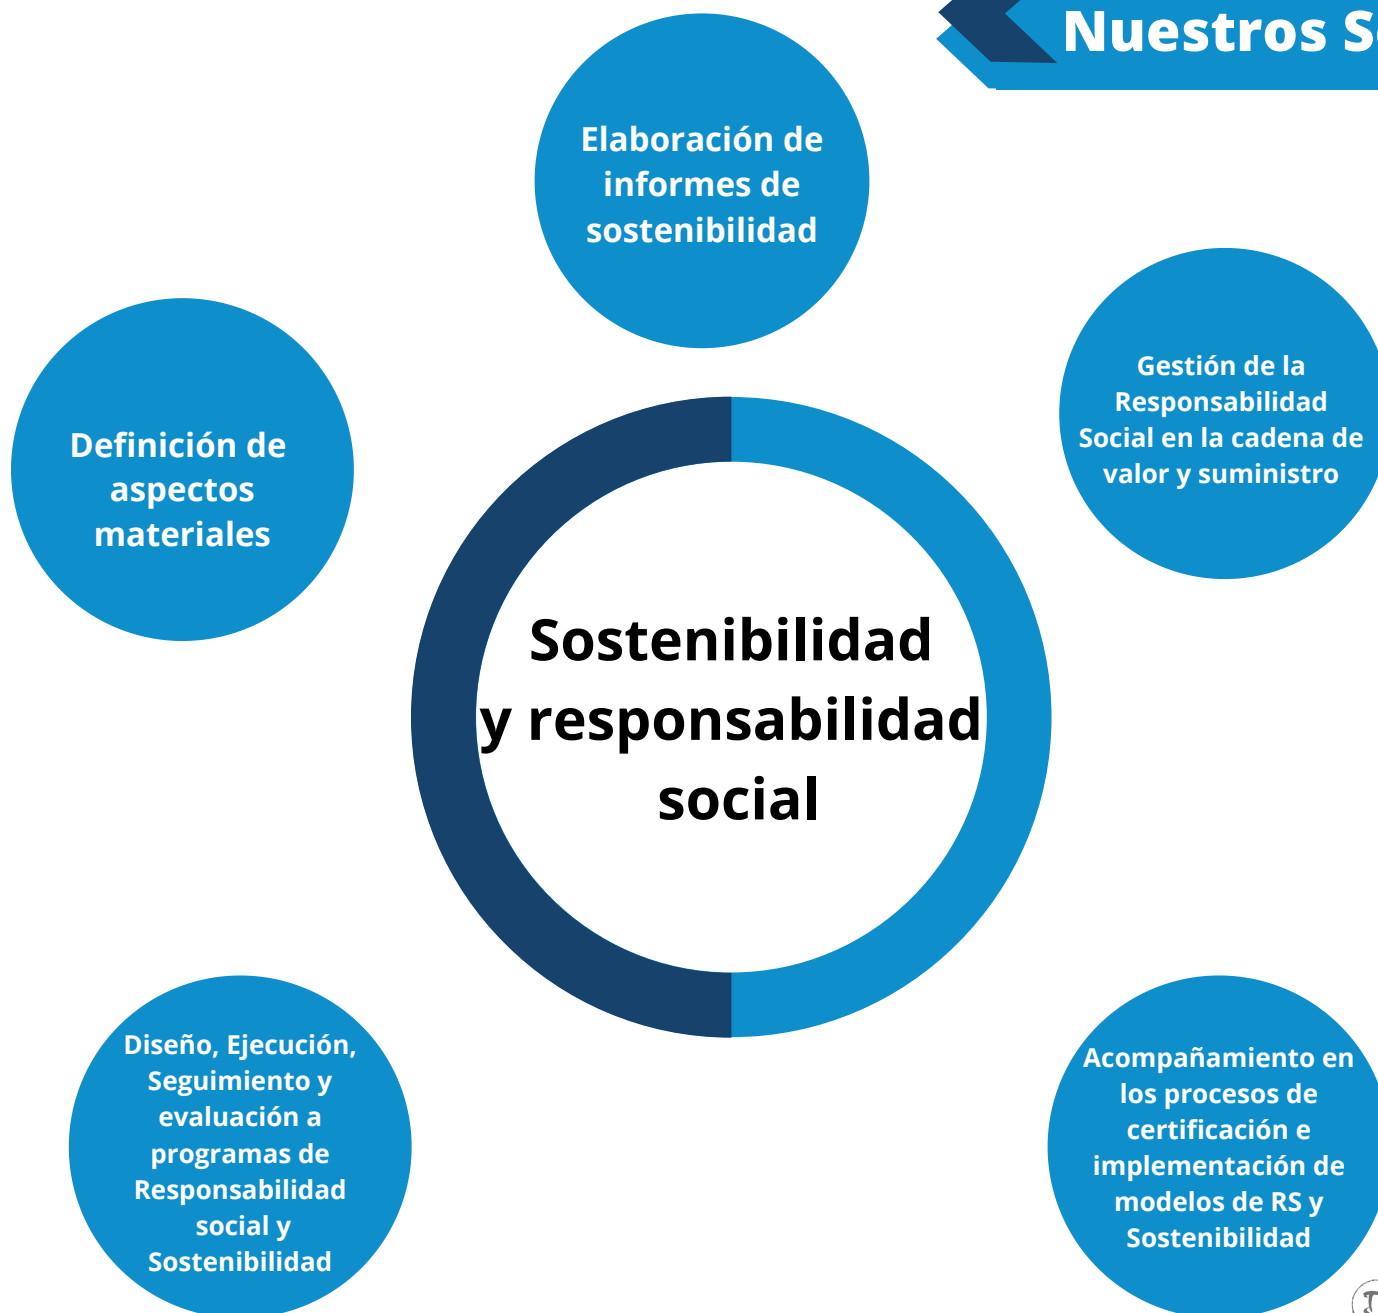 Nuestros
Elaboración de
informes de
sostenibilidad
Gestión de la
Responsabilidad
Social en la cadena de
valor y suministro
Definición de
aspectos
materiales
Sostenibilidad
y responsabilidad
social
Diseño, Ejecución,
Seguimiento y
evaluación a
programas de
Responsabilidad
social y
Sostenibilidad
Acompañamiento en
los procesos de
certificación e
implementación de
modelos de RS y
Sostenibilidad